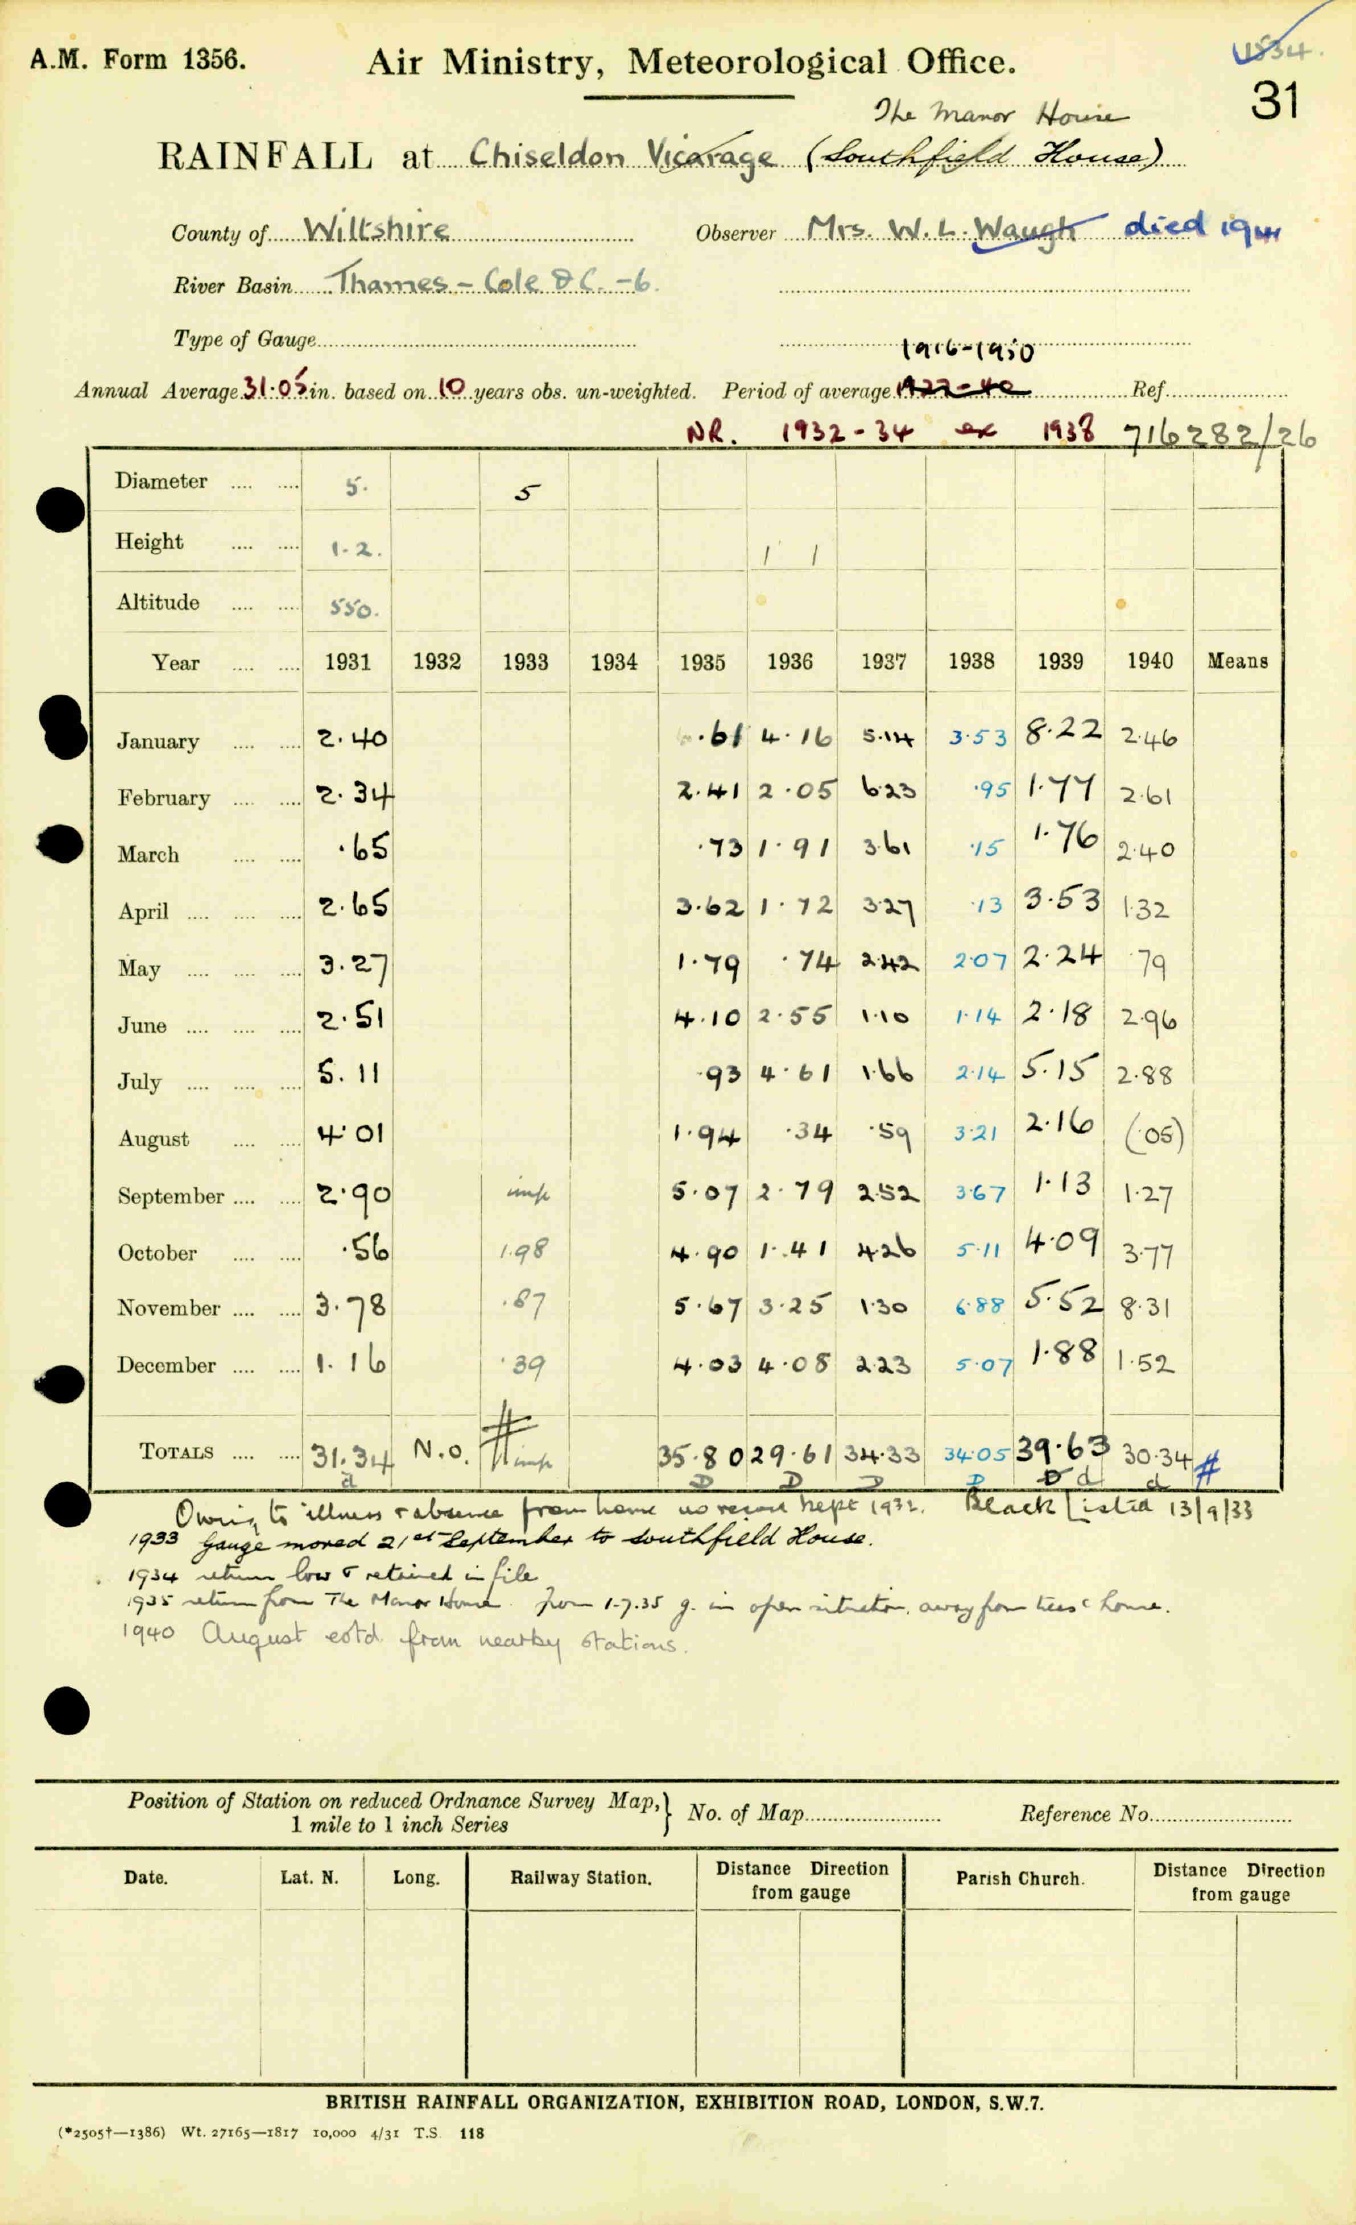 A.M. Form 1356.
Air Ministry, Meteorological Office.
1534.
31
The Manor House
RAINFALL at Chiseldon Vicarage (Southfield House)
County of Wiltshire Observer Mrs. W. L. Waugh died 1941
River Basin Thames - Cole & C. - 6.
Type of Gauge
1916-1950
Annual Average 31.05 in. based on 10 years obs. un-weighted. Period of average 1922-40 Ref.
NR. 1932-34 ex 1938 716282/26
Diameter 5. 5
Height 1-2. 1 1
Altitude 550.
Year 1931 1932 1933 1934 1935 1936 1937 1938 1939 1940 Means
January 2.40 .61 4.16 5.14 3.53 8.22 2.46
February 2.34 2.41 2.05 6.23 .95 1.77 2.61
March .65 .73 1.91 3.61 .15 1.76 2.40
April 2.65 3.62 1.72 3.27 .13 3.53 1.32
May 3.27 1.79 .74 2.42 2.07 2.24 .79
June 2.51 4.10 2.55 1.10 1.14 2.18 2.96
July 5.11 .93 4.61 1.66 2.14 5.15 2.88
August 4.01 1.94 .34 .59 3.21 2.16 (.05)
September 2.90 imp 5.07 2.79 2.52 3.67 1.13 1.27
October .56 1.98 4.90 1.41 4.26 5.11 4.09 3.77
November 3.78 .87 5.67 3.25 1.30 6.88 5.52 8.31
December 1.16 .39 4.03 4.08 2.23 5.07 1.88 1.52
TOTALS 31.34 N.O. # imp 35.80 29.61 34.33 34.05 39.63 30.34 #
a D D D D D d d
Owing to illness & absence from home no record kept 1932. Black Listed 13/9/33
1933 Gauge moved 21st September to Southfield House.
1934 return low & retained in file
1935 return from The Manor House. From 1-7.35 g. in open situation, away from trees & house.
1940 August estd from nearby stations.
Position of Station on reduced Ordnance Survey Map,} No. of Map Reference No.
1 mile to 1 inch Series
Date. Lat. N. Long. Railway Station. Distance Direction from gauge Parish Church. Distance Direction from gauge
BRITISH RAINFALL ORGANIZATION, EXHIBITION ROAD, LONDON, S.W.7.
(*2505†—1386) Wt. 27165—1817 10,000 4/31 T.S. 118